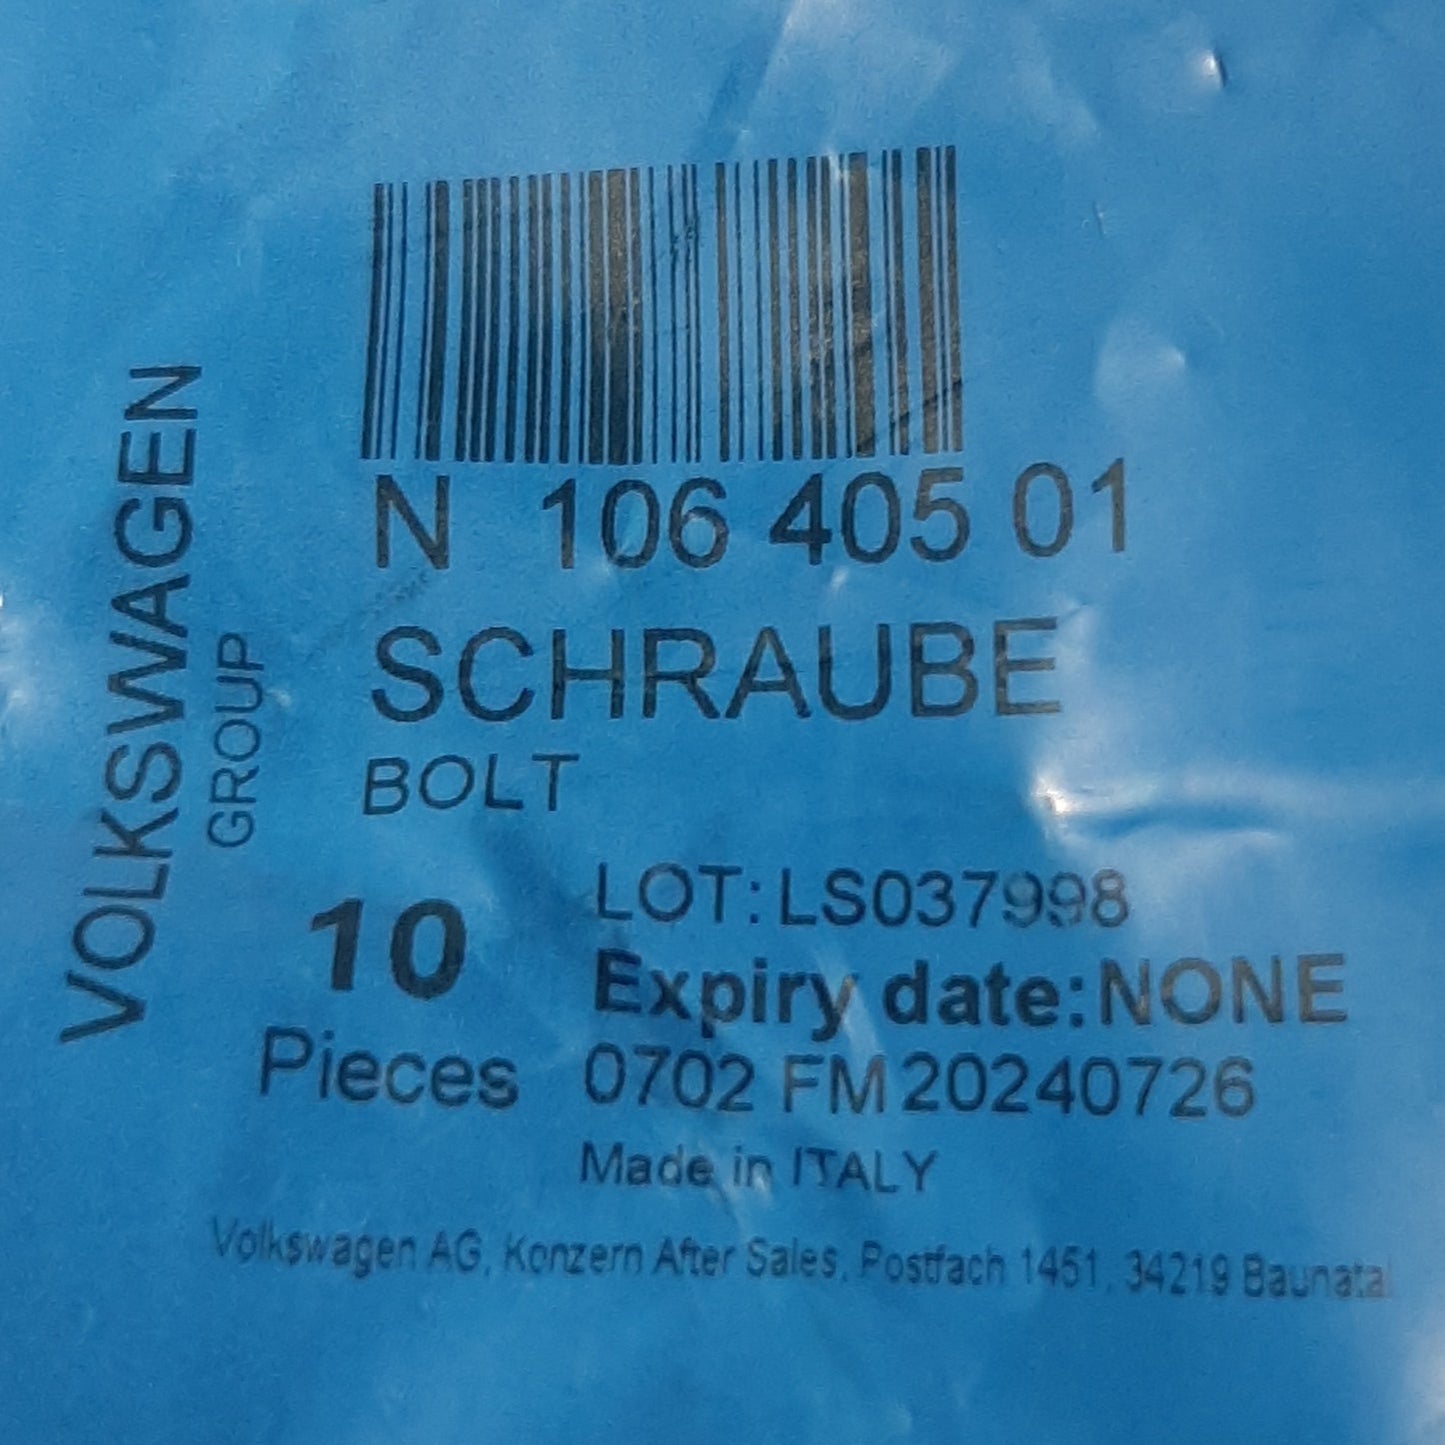 VOLKSWAGEN
GROUP
N 106 405 01
SCHRAUBE
BOLT
10
Pieces
LOT:LS037998
Expiry date:NONE
0702 FM 20240726
Made in ITALY
Volkswagen AG, Konzern After Sales, Postfach 1451, 34219 Baunatal